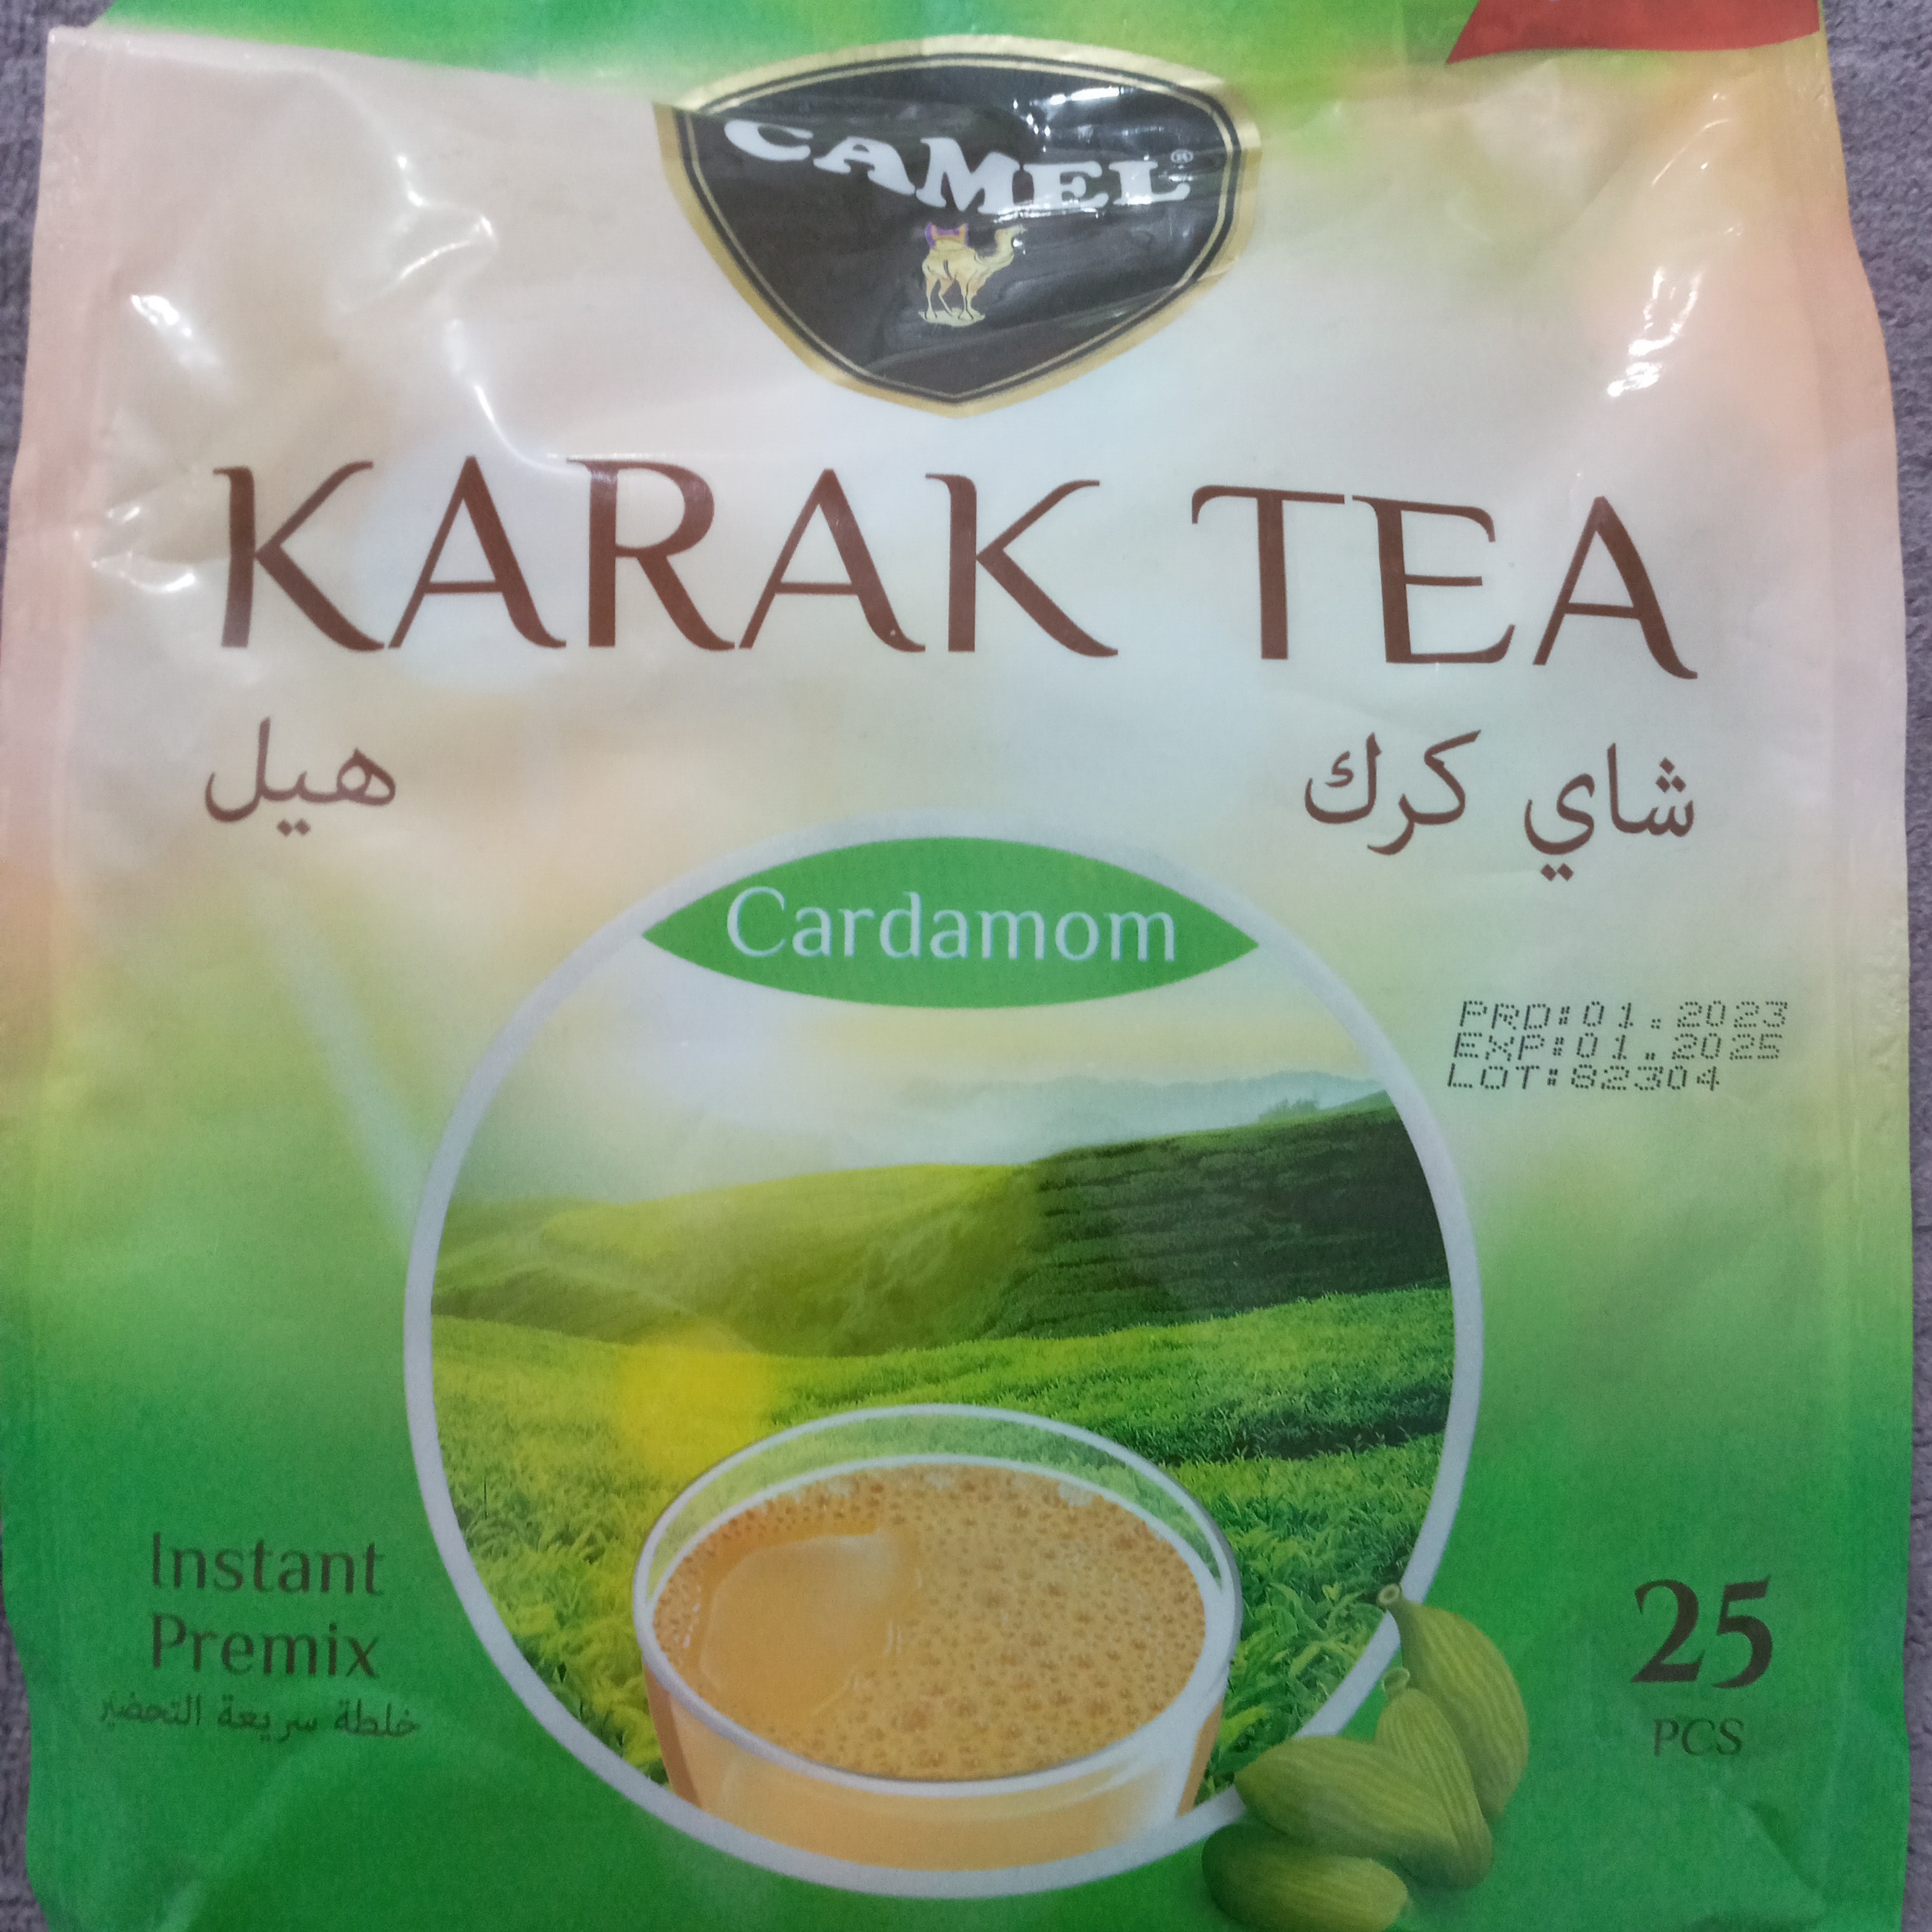 CAMEL®
KARAK TEA
شاي كرك
هيل
Cardamom
PRD:01.2023
EXP:01.2025
LOT:82304
Instant
Premix
خلطة سريعة التحضير
25
PCS